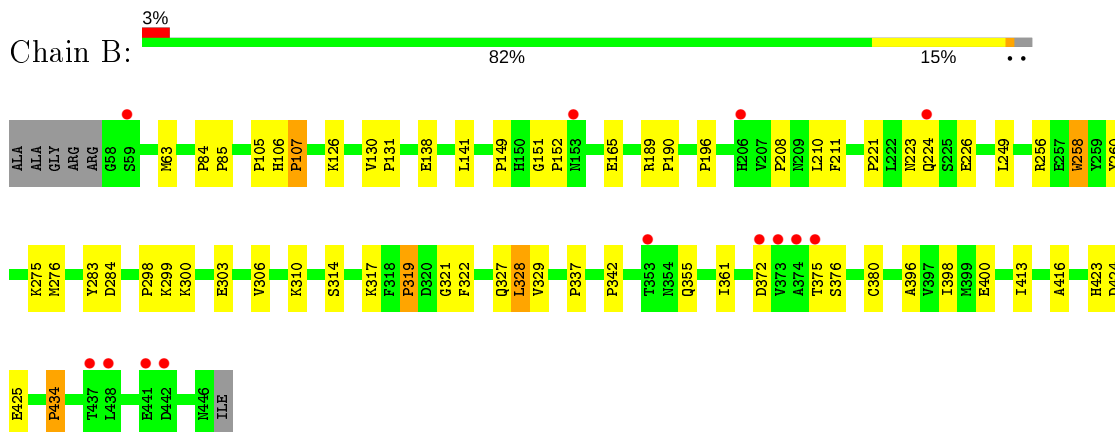 3%
Chain B:
82% 15% • •
ALA ALA GLY ARG ARG G58 S59 M63 P84 P85 P105 H106 P107 K126 V130 P131 E138 L141 P149 H150 G151 P152 N153 E165 R189 P190 P196 H206 V207 P208 N209 L210 F211 P221 L222 N223 Q224 S225 E226 L249 R256 E257 W258 Y259 Y260
K275 M276 Y283 D284 P298 K299 K300 E303 V306 K310 S314 K317 F318 P319 D320 G321 F322 Q327 L328 V329 P337 P342 T353 N354 Q355 I361 D372 V373 A374 T375 S376 C380 A396 V397 I398 M399 E400 I413 A416 H423 D424
E425 P434 T437 L438 E441 D442 N446 ILE